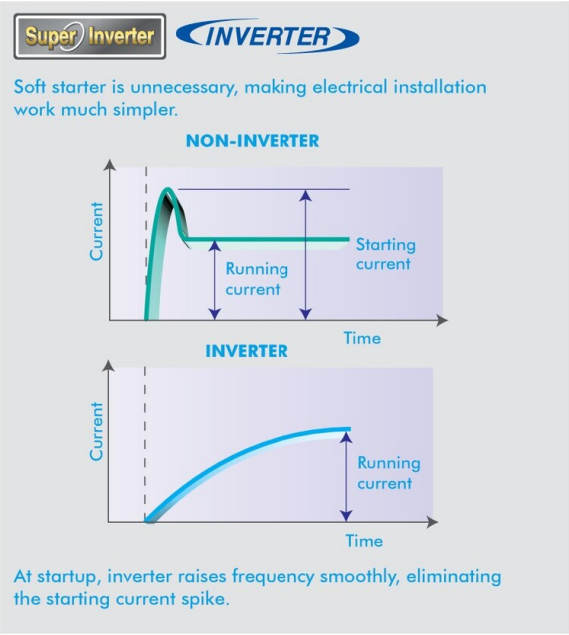 Super Inverter
INVERTER
Soft starter is unnecessary, making electrical installation
work much simpler.
NON-INVERTER
Current
Starting
current
Running
current
Time
INVERTER
Current
Running
current
Time
At startup, inverter raises frequency smoothly, eliminating
the starting current spike.